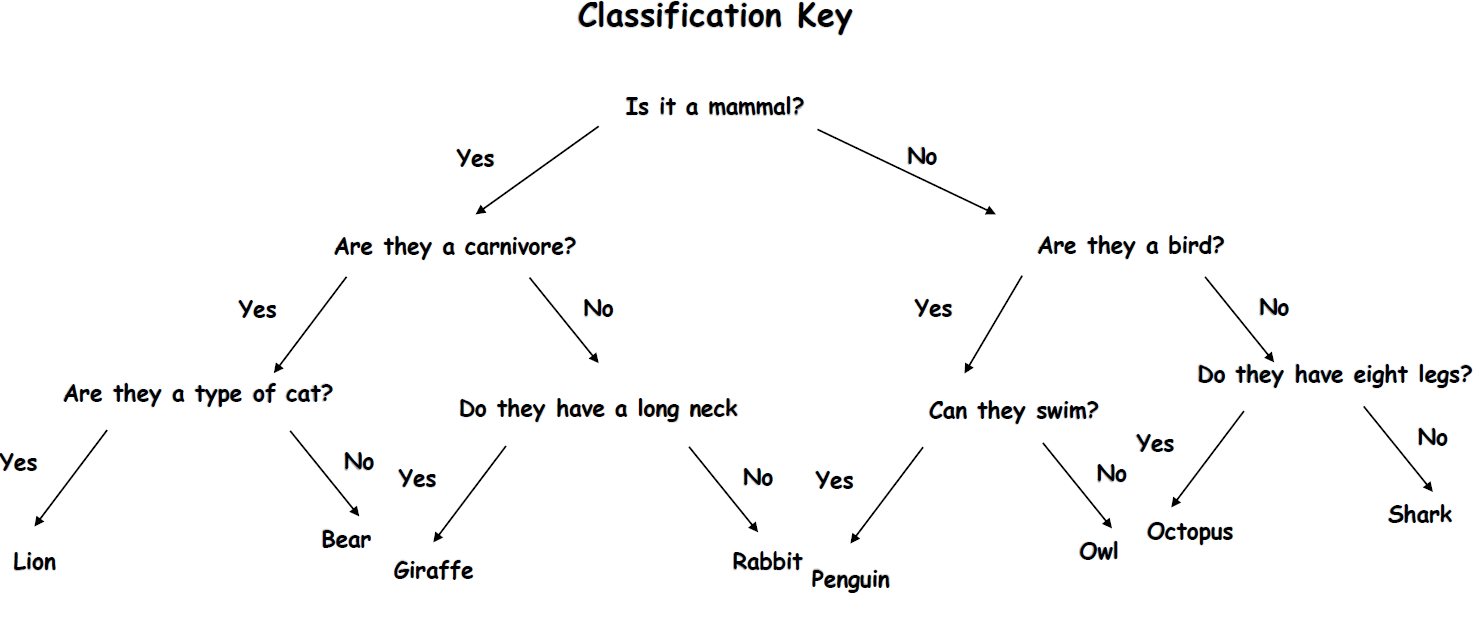 Classification Key
Is it a mammal?
Yes
No
Are they a carnivore?
Are they a bird?
Yes
No
Yes
No
Are they a type of cat?
Do they have a long neck
Can they swim?
Do they have eight legs?
Yes
No
Yes
No
Yes
No
Yes
No
Lion
Bear
Giraffe
Rabbit
Penguin
Owl
Octopus
Shark